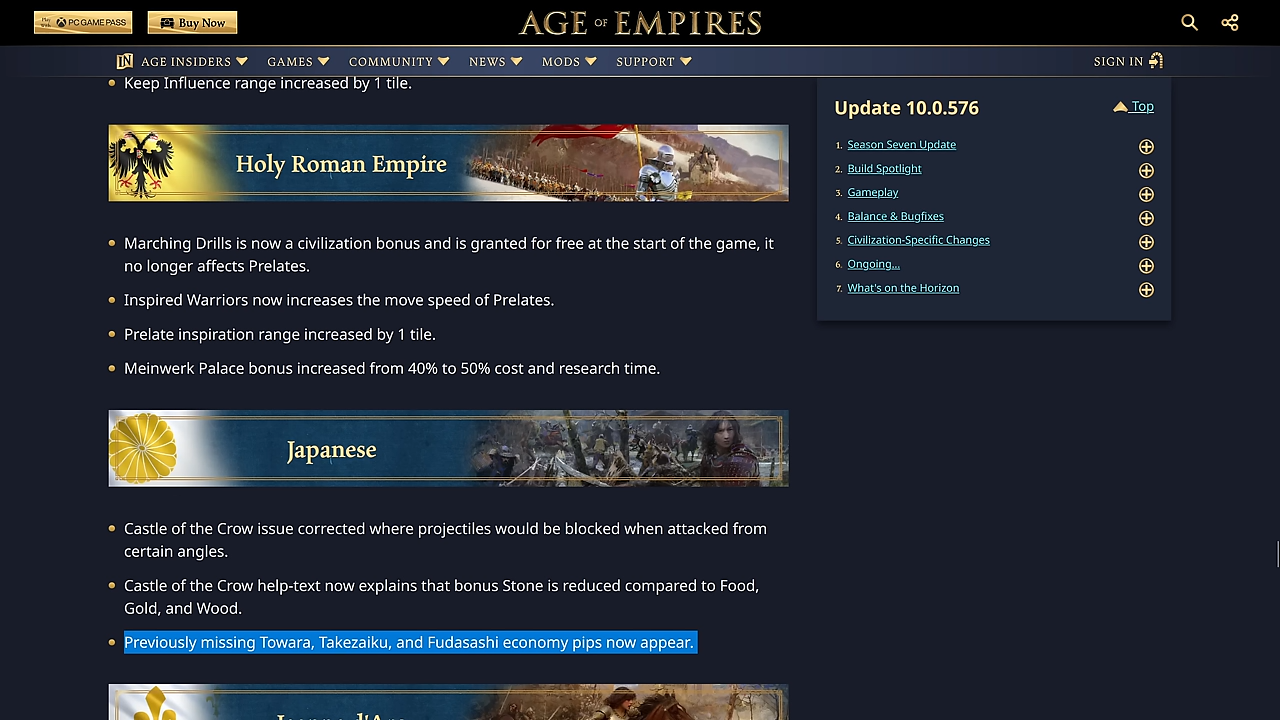 Play with PC GAME PASS
Buy Now
AGE OF EMPIRES
AGE INSIDERS
GAMES
COMMUNITY
NEWS
MODS
SUPPORT
SIGN IN
Keep Influence range increased by 1 tile.
Holy Roman Empire
Marching Drills is now a civilization bonus and is granted for free at the start of the game, it
no longer affects Prelates.
Inspired Warriors now increases the move speed of Prelates.
Prelate inspiration range increased by 1 tile.
Meinwerk Palace bonus increased from 40% to 50% cost and research time.
Japanese
Castle of the Crow issue corrected where projectiles would be blocked when attacked from
certain angles.
Castle of the Crow help-text now explains that bonus Stone is reduced compared to Food,
Gold, and Wood.
Previously missing Towara, Takezaiku, and Fudasashi economy pips now appear.
Jeanne d'Arc
Update 10.0.576
Top
1. Season Seven Update
2. Build Spotlight
3. Gameplay
4. Balance & Bugfixes
5. Civilization-Specific Changes
6. Ongoing...
7. What's on the Horizon